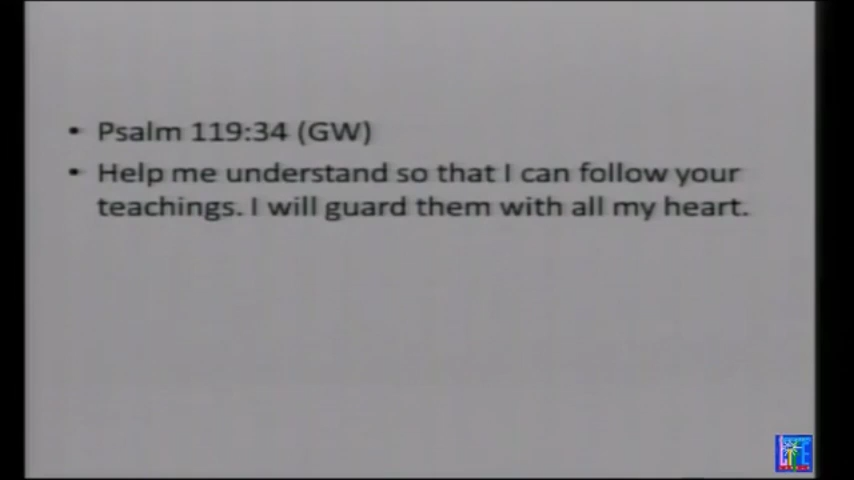 • Psalm 119:34 (GW)
• Help me understand so that I can follow your
teachings. I will guard them with all my heart.